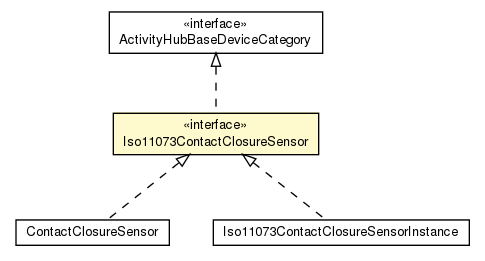 «interface»
ActivityHubBaseDeviceCategory
«interface»
Iso11073ContactClosureSensor
ContactClosureSensor
Iso11073ContactClosureSensorInstance